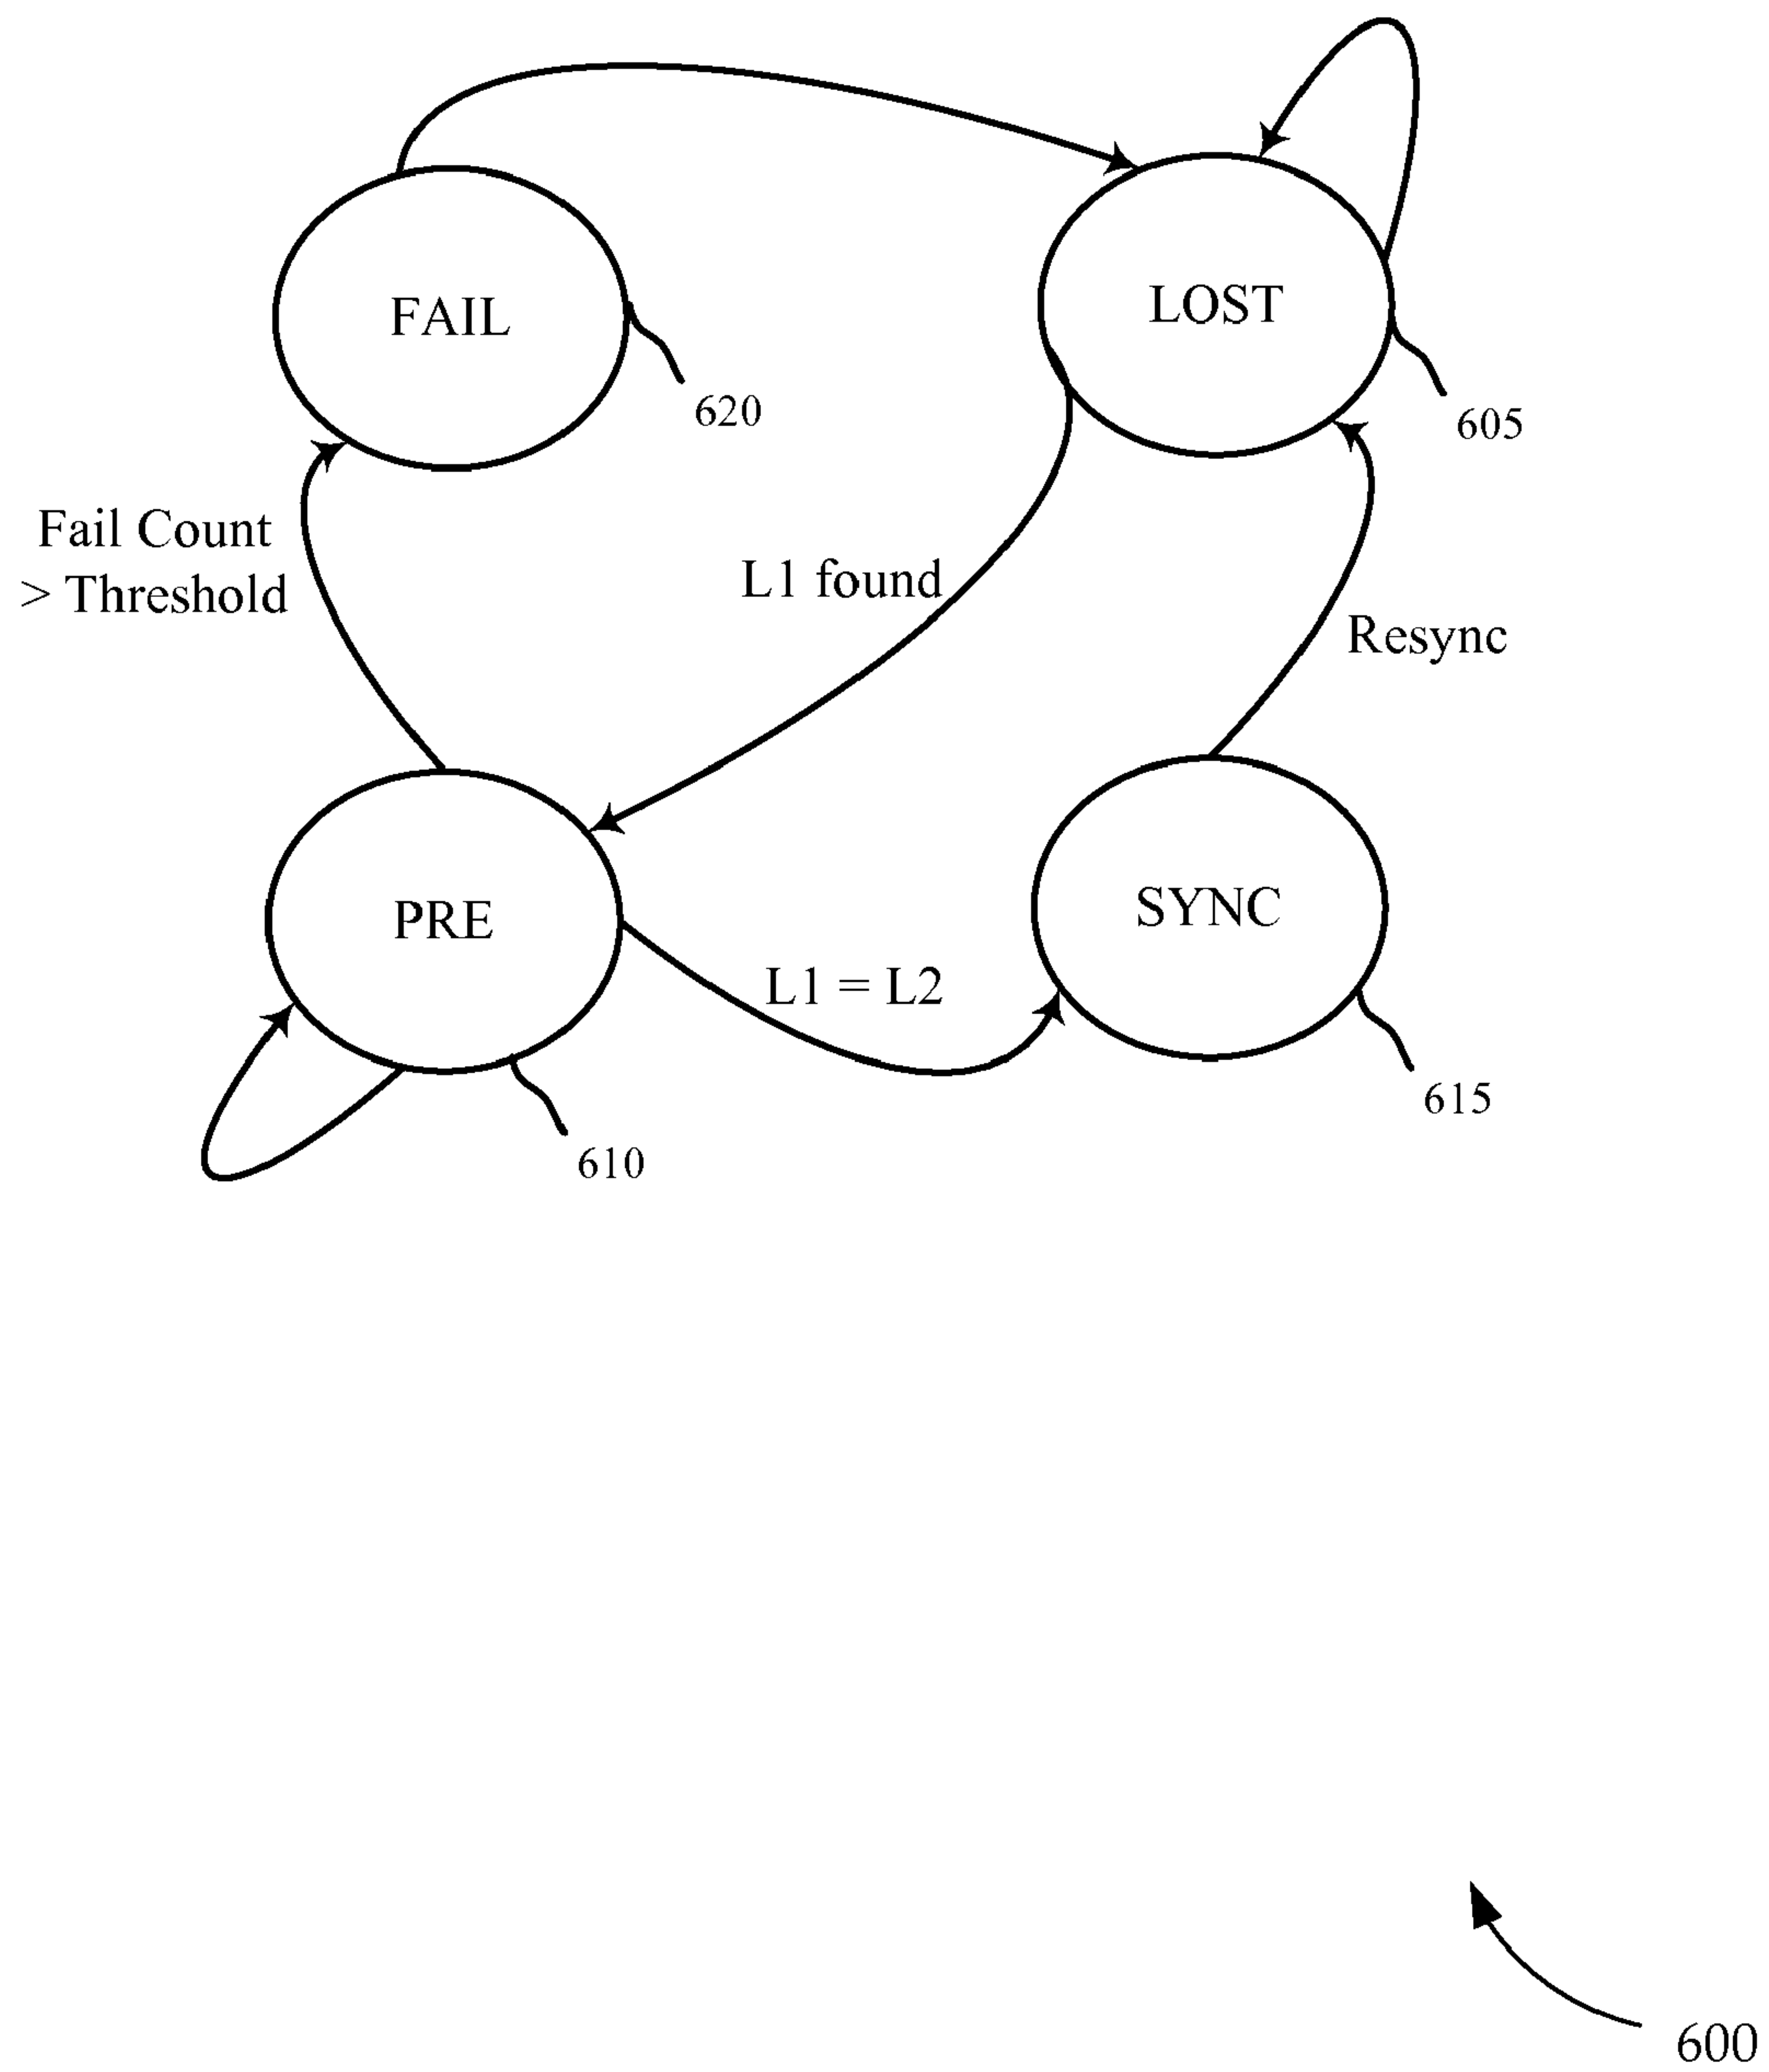 FAIL
LOST
620
605
Fail Count
> Threshold
L1 found
Resync
PRE
SYNC
L1 = L2
615
610
600